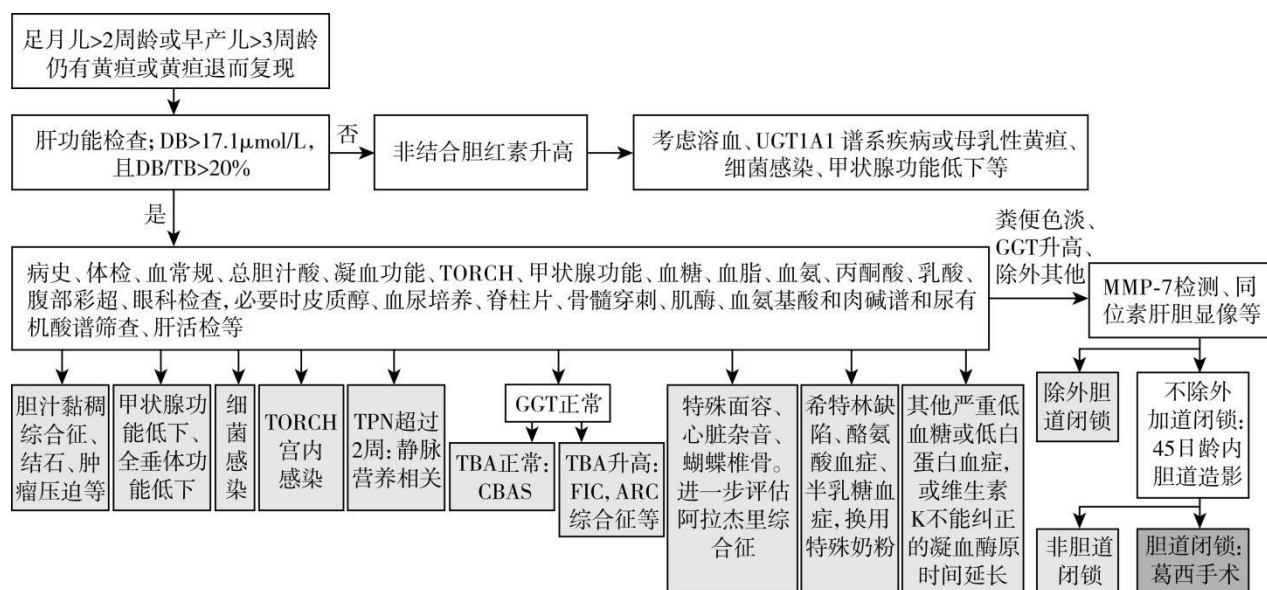 足月儿>2周龄或早产儿>3周龄
仍有黄疸或黄疸退而复现
肝功能检查；DB>17.1μmol/L，
且DB/TB>20%
否
非结合胆红素升高
考虑溶血、UGT1A1 谱系疾病或母乳性黄疸、
细菌感染、甲状腺功能低下等
是
病史、体检、血常规、总胆汁酸、凝血功能、TORCH、甲状腺功能、血糖、血脂、血氨、丙酮酸、乳酸、
腹部彩超、眼科检查，必要时皮质醇、血尿培养、脊柱片、骨髓穿刺、肌酶、血氨基酸和肉碱谱和尿有
机酸谱筛查、肝活检等
粪便色淡、
GGT升高、
除外其他
MMP-7检测、同
位素肝胆显像等
胆汁黏稠
综合征、
结石、肿
瘤压迫等
甲状腺功
能低下、
全垂体功
能低下
细
菌
感
染
TORCH
宫内
感染
TPN超过
2周：静脉
营养相关
GGT正常
TBA正常：
CBAS
TBA升高：
FIC，ARC
综合征等
特殊面容、
心脏杂音、
蝴蝶椎骨。
进一步评估
阿拉杰里综
合征
希特林缺
陷、酪氨
酸血症、
半乳糖血
症，换用
特殊奶粉
其他严重低
血糖或低白
蛋白血症，
或维生素
K不能纠正
的凝血酶原
时间延长
除外胆
道闭锁
不除外
加道闭锁：
45日龄内
胆道造影
非胆道
闭锁
胆道闭锁：
葛西手术